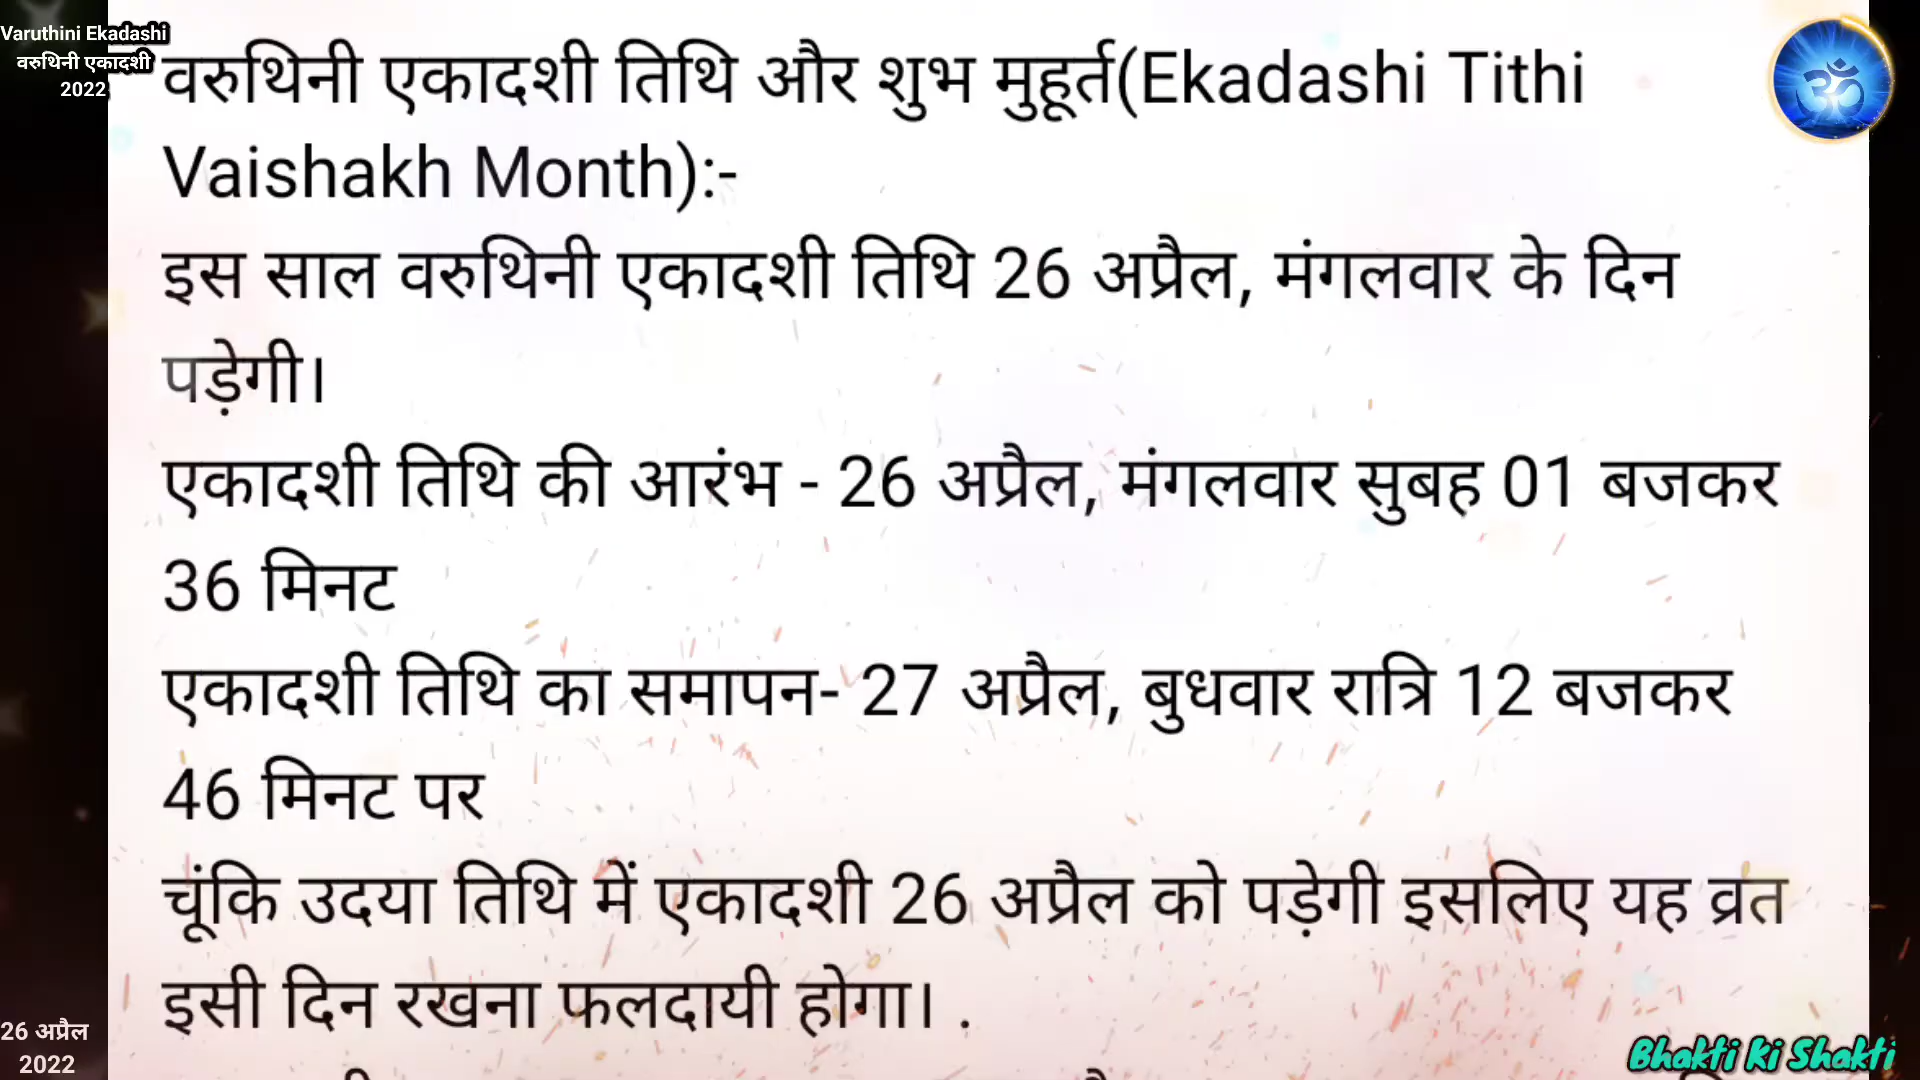 Varuthini Ekadashi
वरुथिनी एकादशी
2022
वरुथिनी एकादशी तिथि और शुभ मुहूर्त(Ekadashi Tithi
Vaishakh Month):-
इस साल वरुथिनी एकादशी तिथि 26 अप्रैल, मंगलवार के दिन
पड़ेगी।
एकादशी तिथि की आरंभ - 26 अप्रैल, मंगलवार सुबह 01 बजकर
36 मिनट
एकादशी तिथि का समापन- 27 अप्रैल, बुधवार रात्रि 12 बजकर
46 मिनट पर
चूंकि उदया तिथि में एकादशी 26 अप्रैल को पड़ेगी इसलिए यह व्रत
इसी दिन रखना फलदायी होगा। .
26 अप्रैल
2022
Bhakti Ki Shakti
ॐ